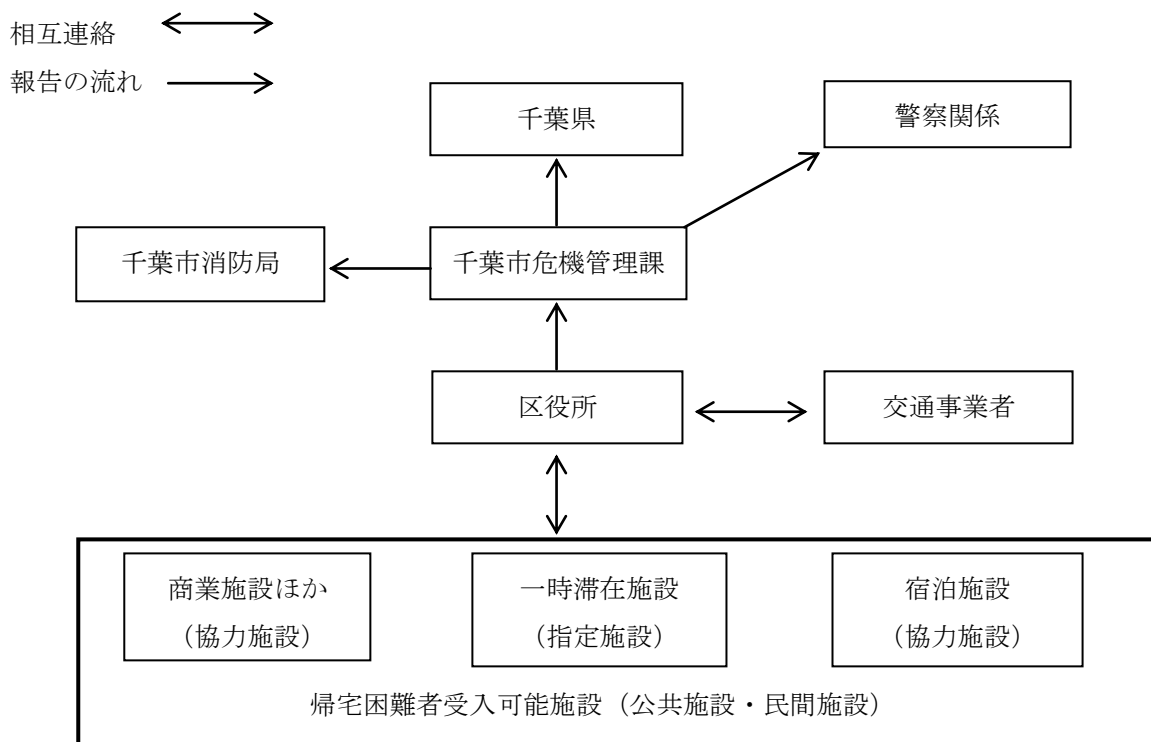 相互連絡
報告の流れ
千葉県
警察関係
千葉市消防局
千葉市危機管理課
区役所
交通事業者
商業施設ほか
（協力施設）
一時滞在施設
（指定施設）
宿泊施設
（協力施設）
帰宅困難者受入可能施設（公共施設・民間施設）